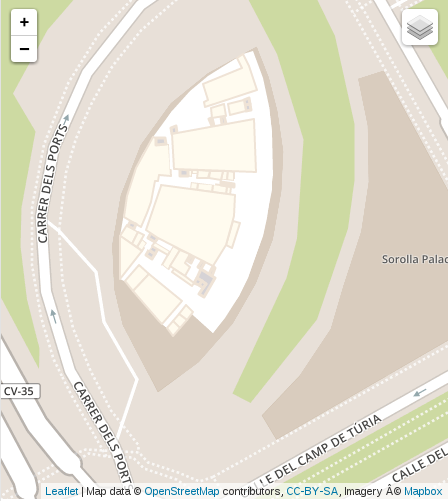 +
−
CARRER DELS PORTS
Sorolla Palac
CV-35
CARRER DELS PORT
LE DEL CAMP DE TÚRIA
CALLE DEL
Leaflet | Map data © OpenStreetMap contributors, CC-BY-SA, Imagery Â© Mapbox